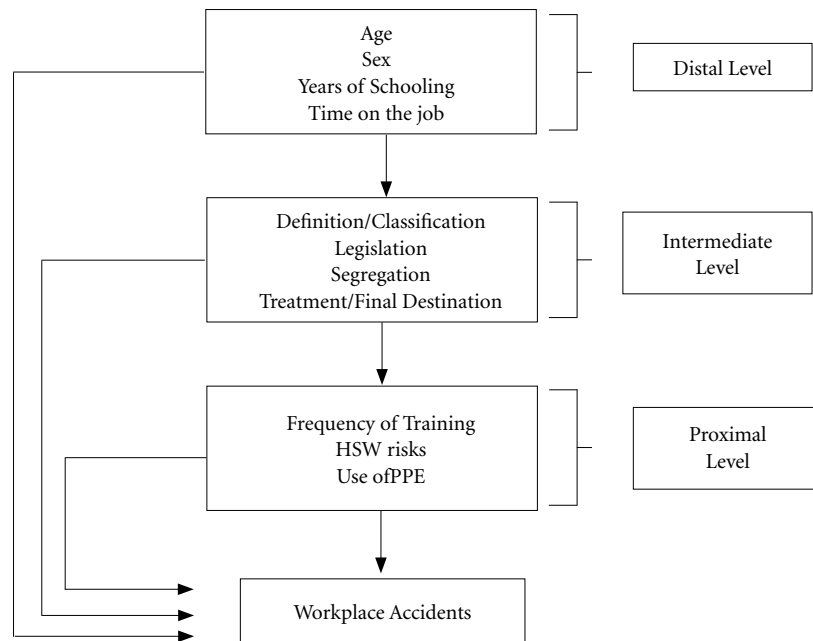 Age
Sex
Years of Schooling
Time on the job
Distal Level
Definition/Classification
Legislation
Segregation
Treatment/Final Destination
Intermediate
Level
Frequency of Training
HSW risks
Use ofPPE
Proximal
Level
Workplace Accidents